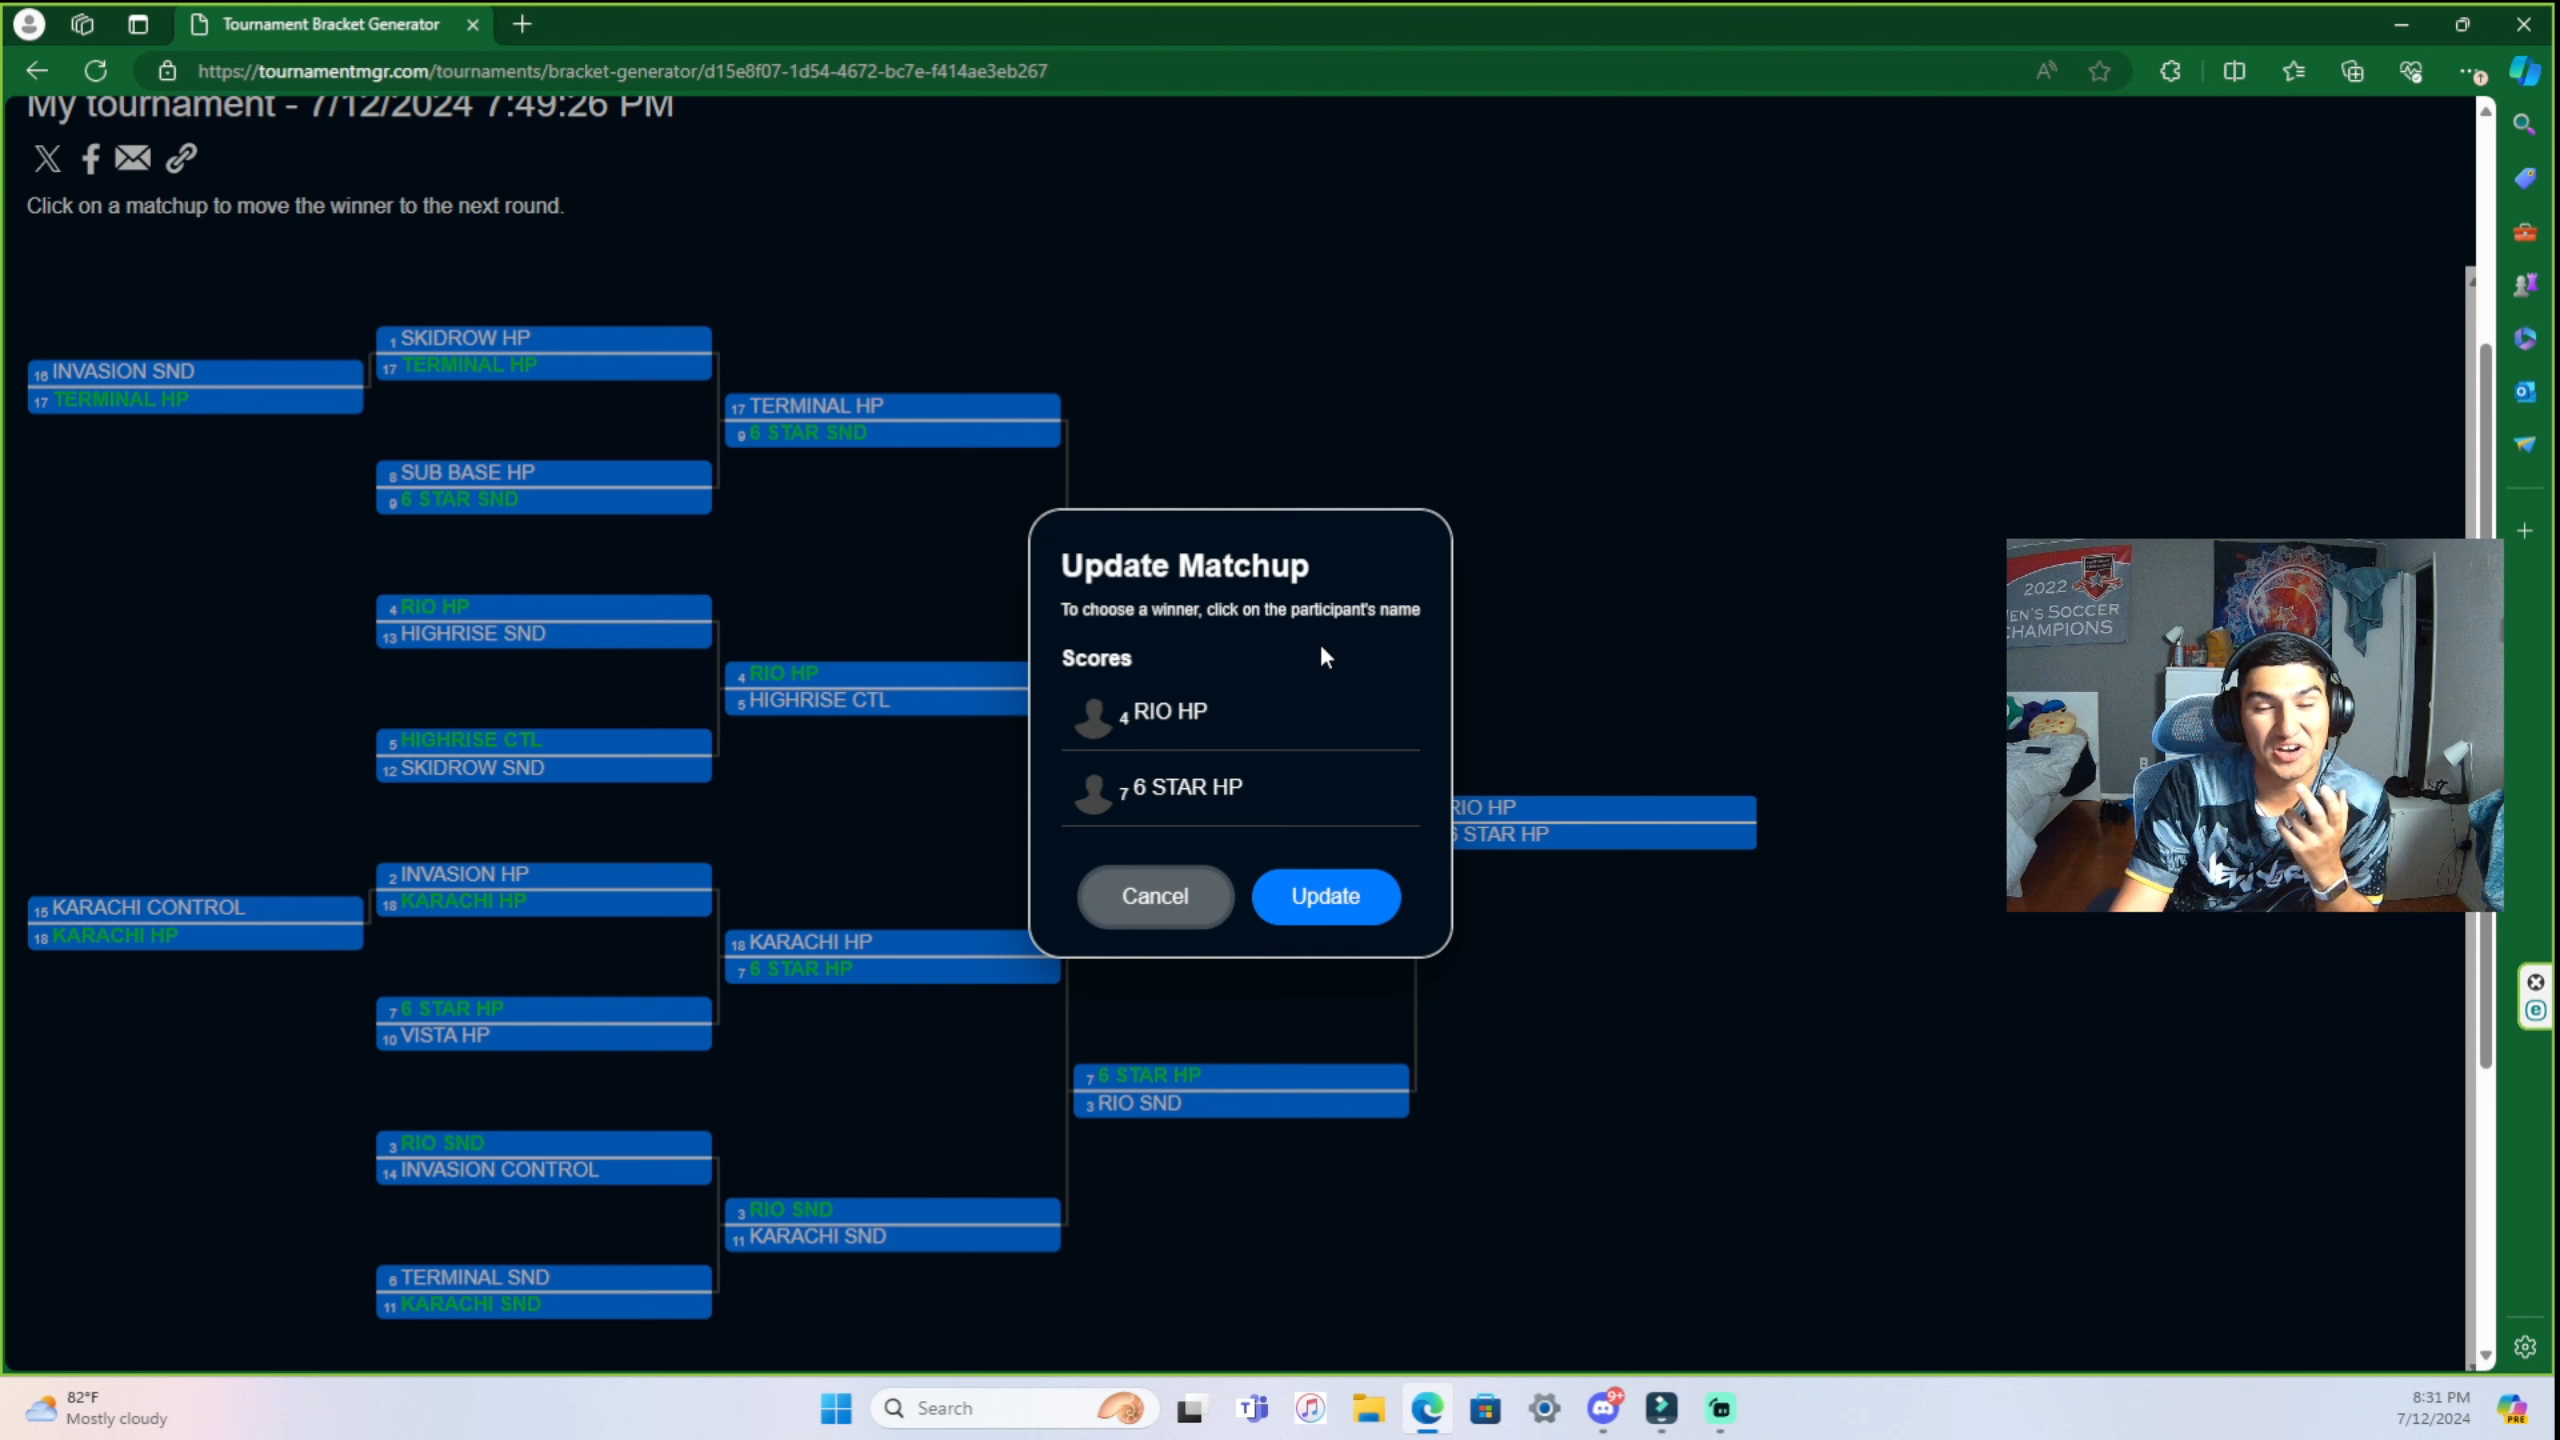 Tournament Bracket Generator
https://tournamentmgr.com/tournaments/bracket-generator/d15e8f07-1d54-4672-bc7e-f414ae3eb267
My tournament - 7/12/2024 7:49:26 PM
Click on a matchup to move the winner to the next round.
16 INVASION SND
17 TERMINAL HP
15 KARACHI CONTROL
18 KARACHI HP
1 SKIDROW HP
17 TERMINAL HP
8 SUB BASE HP
9 6 STAR SND
4 RIO HP
13 HIGHRISE SND
5 HIGHRISE CTL
12 SKIDROW SND
2 INVASION HP
18 KARACHI HP
7 6 STAR HP
10 VISTA HP
3 RIO SND
14 INVASION CONTROL
6 TERMINAL SND
11 KARACHI SND
17 TERMINAL HP
9 6 STAR SND
4 RIO HP
5 HIGHRISE CTL
18 KARACHI HP
7 6 STAR HP
3 RIO SND
11 KARACHI SND
7 6 STAR HP
3 RIO SND
Update Matchup
To choose a winner, click on the participant's name
Scores
4 RIO HP
7 6 STAR HP
Cancel
Update
RIO HP
6 STAR HP
2022
EN'S SOCCER
CHAMPIONS
82°F
Mostly cloudy
Search
9+
PRE
8:31 PM
7/12/2024